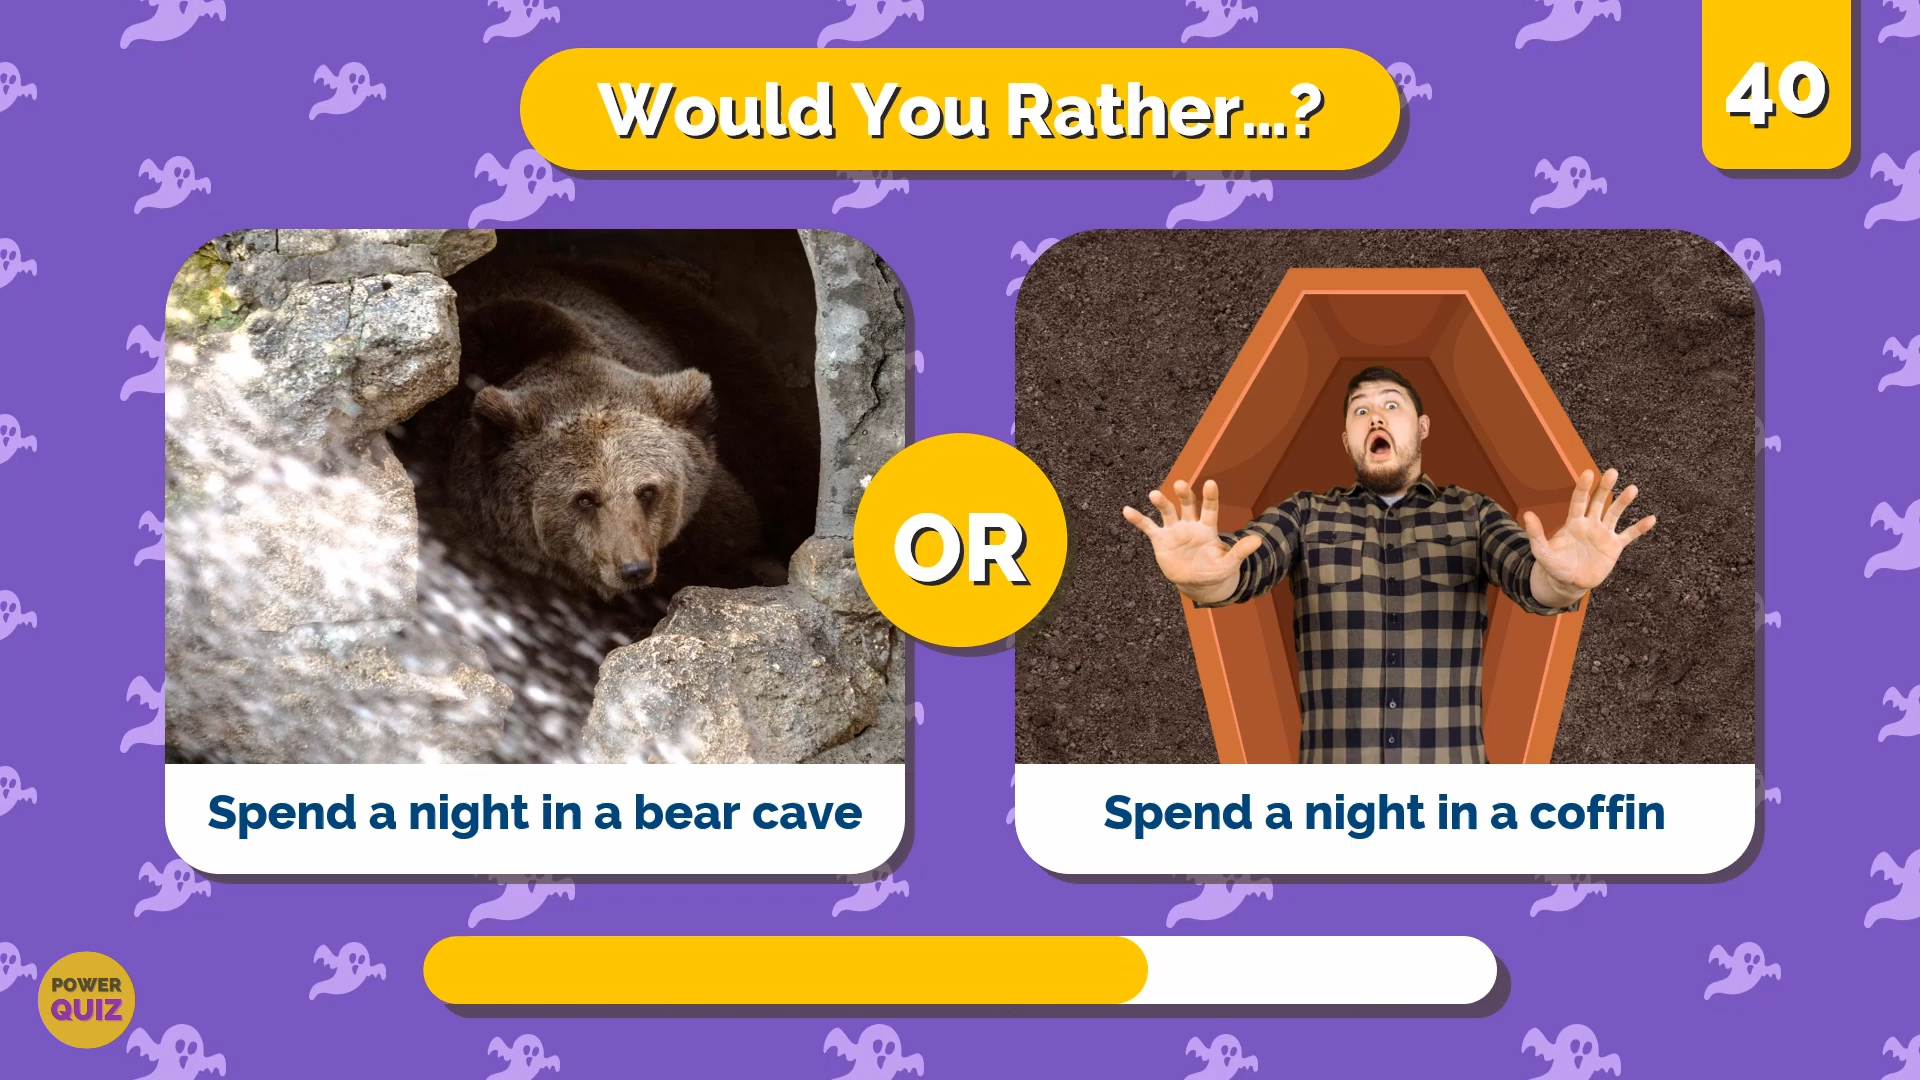 Would You Rather...?
40
OR
Spend a night in a bear cave
Spend a night in a coffin
POWER
QUIZ